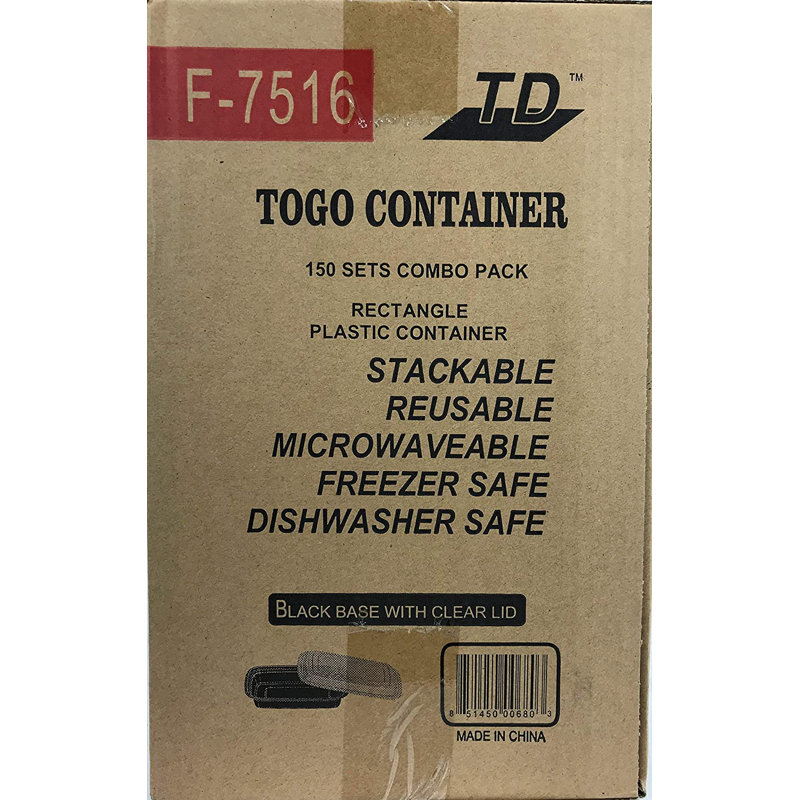 F-7516
TD™
TOGO CONTAINER
150 SETS COMBO PACK
RECTANGLE
PLASTIC CONTAINER
STACKABLE
REUSABLE
MICROWAVEABLE
FREEZER SAFE
DISHWASHER SAFE
BLACK BASE WITH CLEAR LID
8 51450 00680 3
MADE IN CHINA